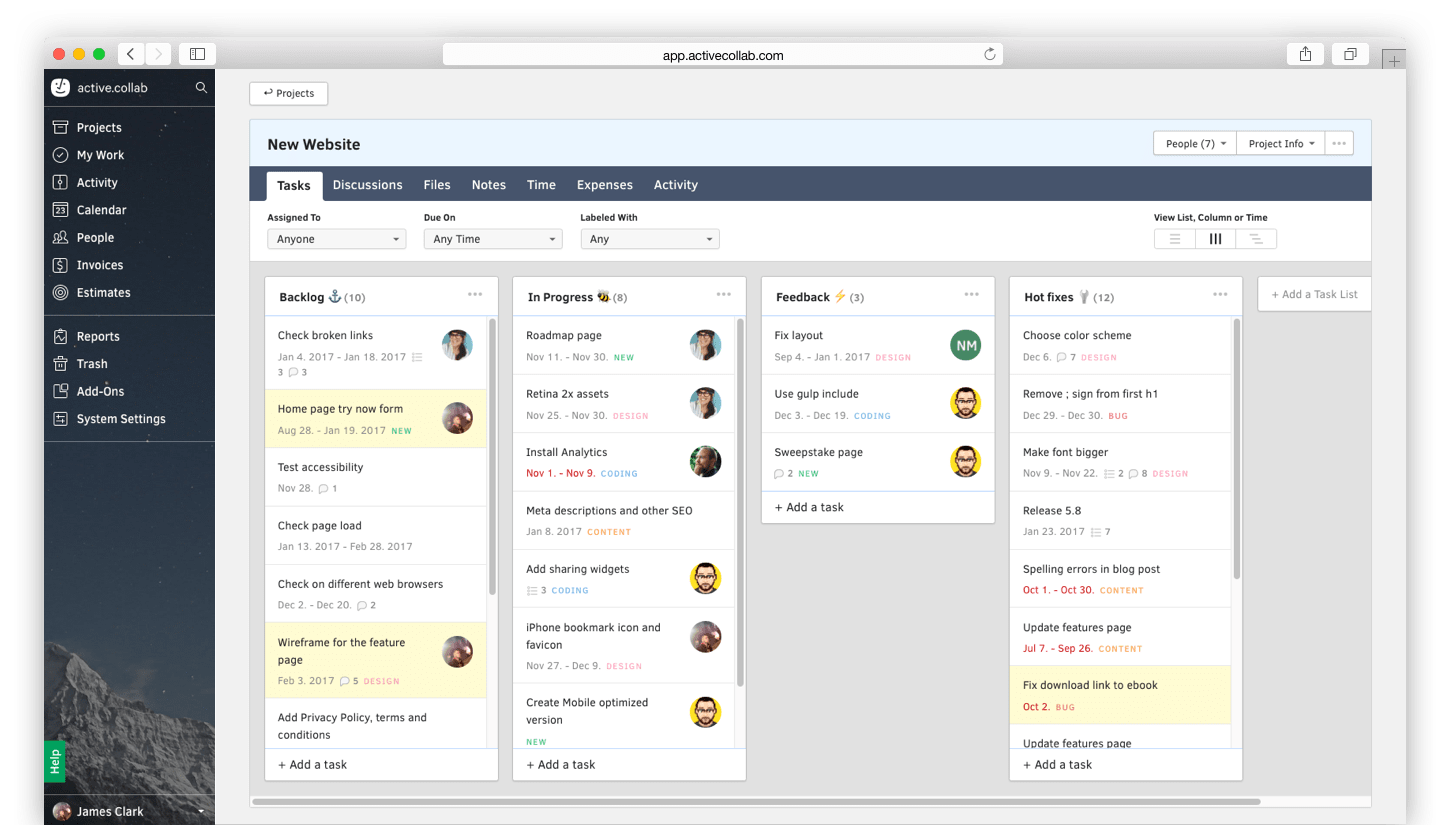 app.activecollab.com
active.collab
Projects
My Work
Activity
23 Calendar
People
Invoices
Estimates
Reports
Trash
Add-Ons
System Settings
Help
James Clark
Projects
New Website
People (7)
Project Info
Tasks Discussions Files Notes Time Expenses Activity
Assigned To
Anyone
Due On
Any Time
Labeled With
Any
View List, Column or Time
Backlog (10)
Check broken links
Jan 4. 2017 - Jan 18. 2017
3 3
Home page try now form
Aug 28. - Jan 19. 2017 NEW
Test accessibility
Nov 28. 1
Check page load
Jan 13. 2017 - Feb 28. 2017
Check on different web browsers
Dec 2. - Dec 20. 2
Wireframe for the feature
page
Feb 3. 2017 5 DESIGN
Add Privacy Policy, terms and
conditions
+ Add a task
In Progress 🐝(8)
Roadmap page
Nov 11. - Nov 30. NEW
Retina 2x assets
Nov 25. - Nov 30. DESIGN
Install Analytics
Nov 1. - Nov 9. CODING
Meta descriptions and other SEO
Jan 8. 2017 CONTENT
Add sharing widgets
3 CODING
iPhone bookmark icon and
favicon
Nov 27. - Dec 9. DESIGN
Create Mobile optimized
version
NEW
+ Add a task
Feedback ⚡ (3)
Fix layout
Sep 4. - Jan 1. 2017 DESIGN
NM
Use gulp include
Dec 3. - Dec 19. CODING
Sweepstake page
2 NEW
+ Add a task
Hot fixes (12)
Choose color scheme
Dec 6. 7 DESIGN
Remove ; sign from first h1
Dec 29. - Dec 30. BUG
Make font bigger
Nov 9. - Nov 22. 2 8 DESIGN
Release 5.8
Jan 23. 2017 7
Spelling errors in blog post
Oct 1. - Oct 30. CONTENT
Update features page
Jul 7. - Sep 26. CONTENT
Fix download link to ebook
Oct 2. BUG
Update features page
+ Add a task
+ Add a Task List